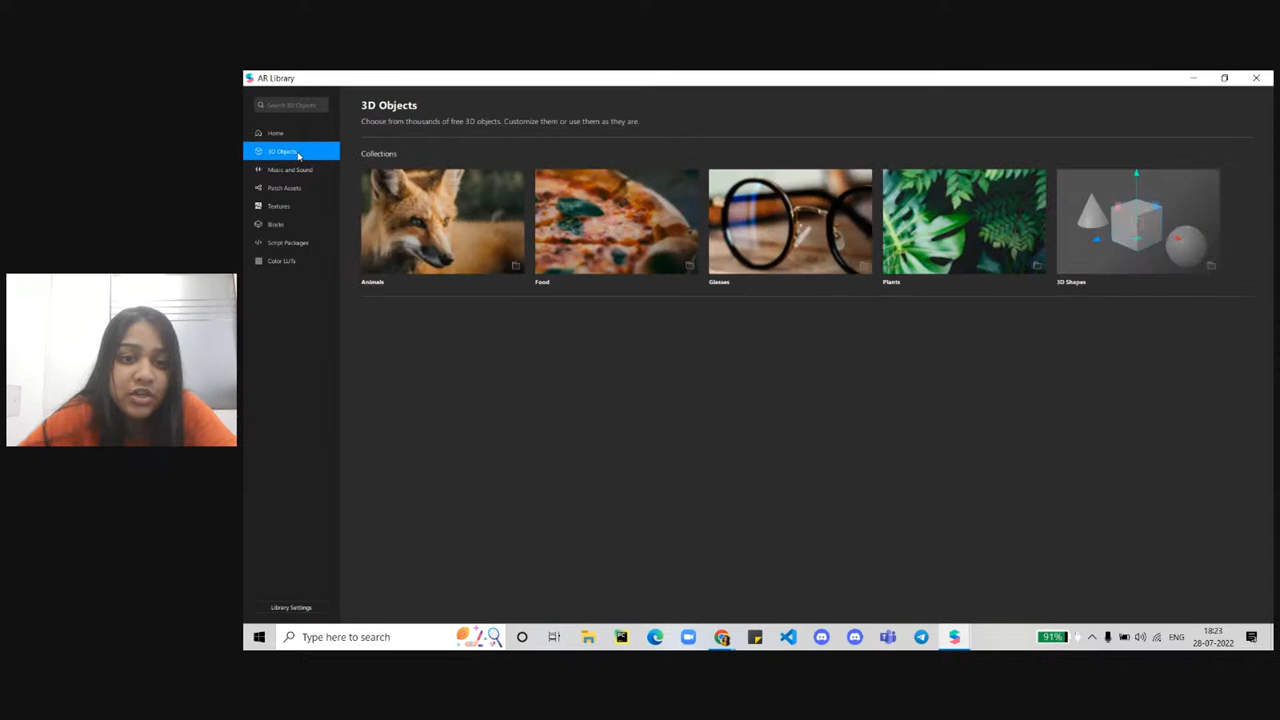 AR Library
Search 3D Objects
Home
3D Objects
Music and Sound
Patch Assets
Textures
Blocks
Script Packages
Color LUTs
Library Settings
3D Objects
Choose from thousands of free 3D objects. Customize them or use them as they are.
Collections
Animals
Food
Glasses
Plants
3D Shapes
Type here to search
PC
91%
ENG
18:23
28-07-2022